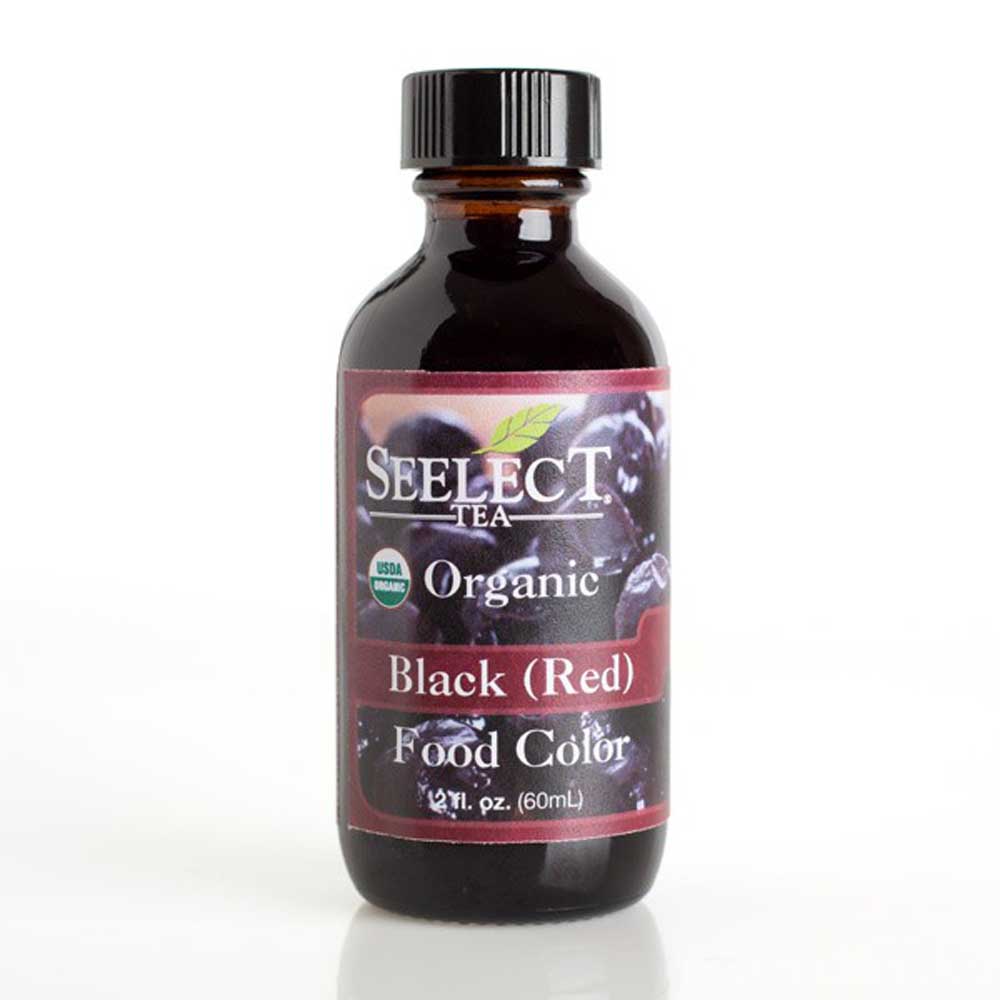 SEELECT®
TEA
USDA
ORGANIC
Organic
Black (Red)
Food Color
2 fl. oz. (60mL)